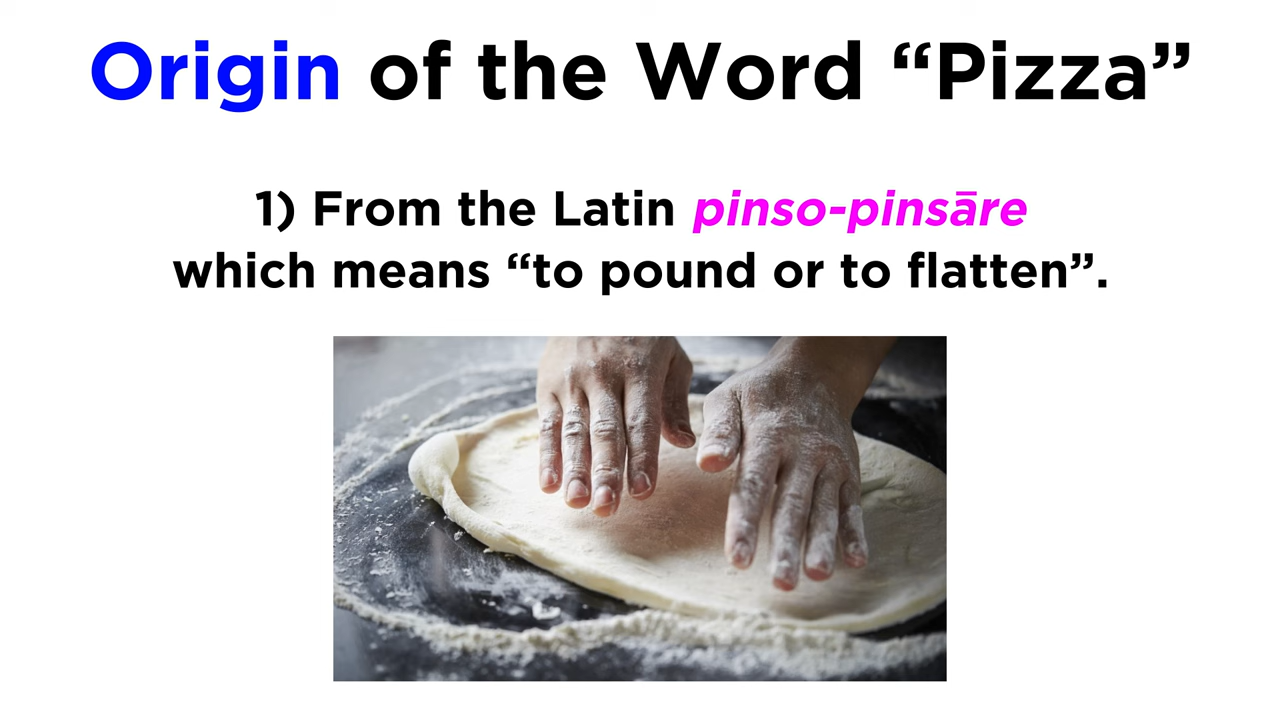 Origin of the Word “Pizza”
1) From the Latin pinso-pinsāre
which means “to pound or to flatten”.